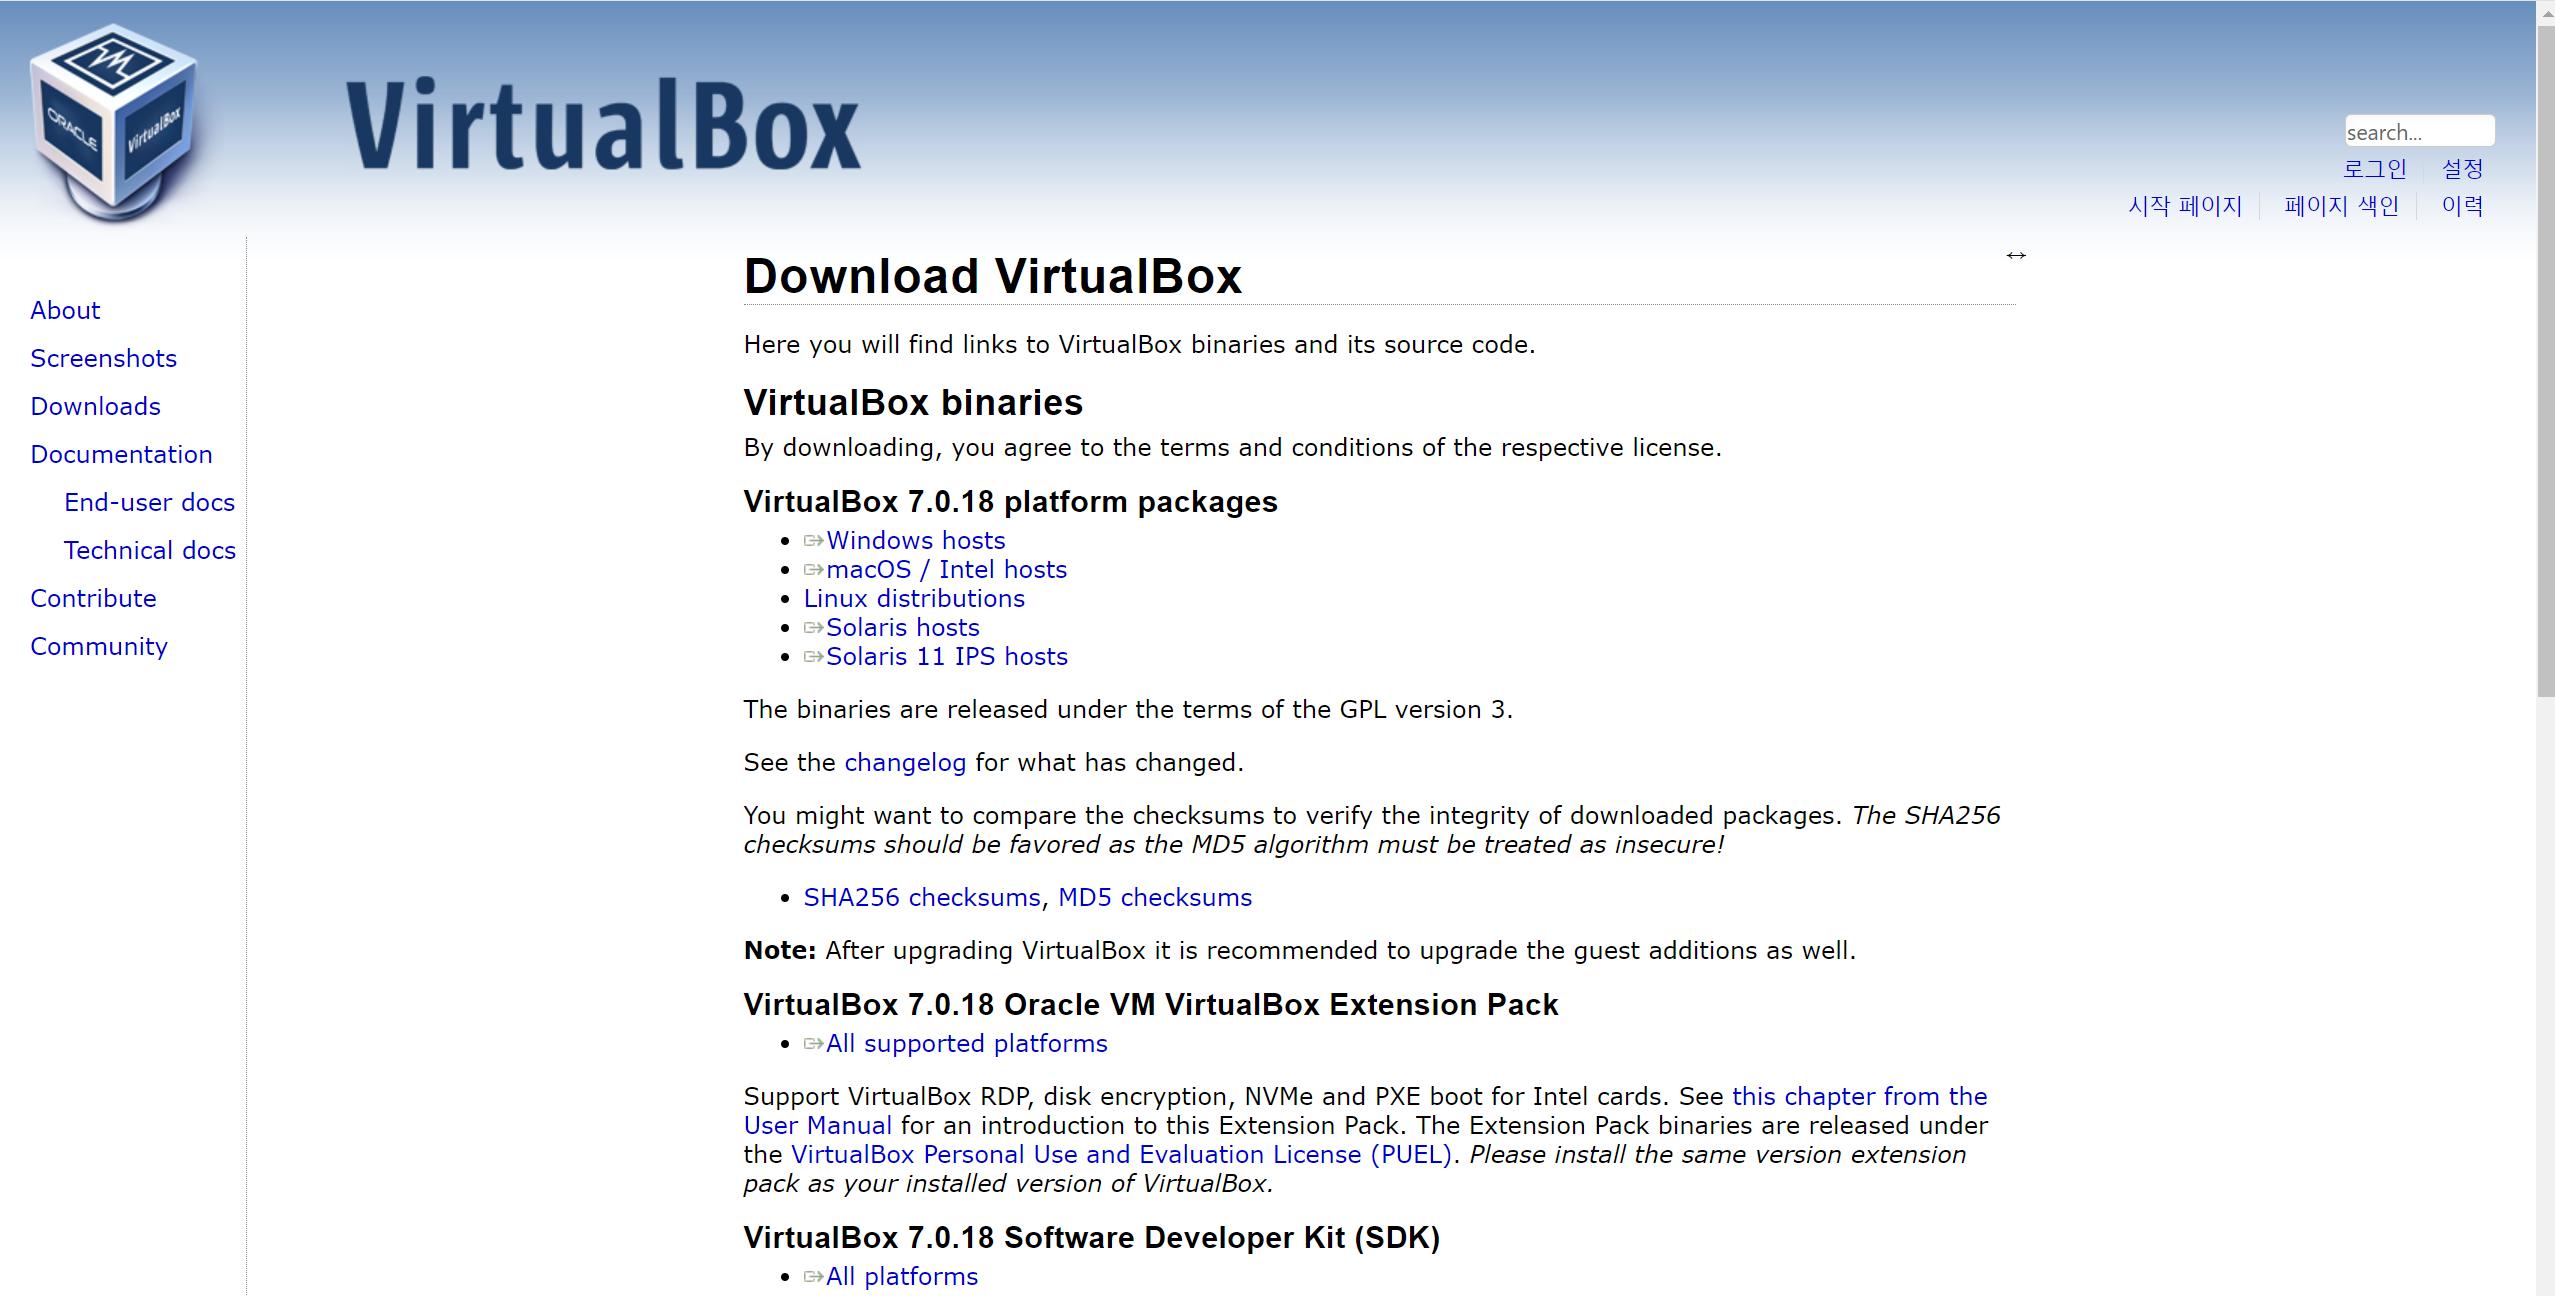 ORACLE
VirtualBox
VirtualBox
search...
로그인 설정
시작 페이지 페이지 색인 이력
About
Screenshots
Downloads
Documentation
End-user docs
Technical docs
Contribute
Community
↔
Download VirtualBox
Here you will find links to VirtualBox binaries and its source code.
VirtualBox binaries
By downloading, you agree to the terms and conditions of the respective license.
VirtualBox 7.0.18 platform packages
• Windows hosts
• macOS / Intel hosts
• Linux distributions
• Solaris hosts
• Solaris 11 IPS hosts
The binaries are released under the terms of the GPL version 3.
See the changelog for what has changed.
You might want to compare the checksums to verify the integrity of downloaded packages. The SHA256
checksums should be favored as the MD5 algorithm must be treated as insecure!
• SHA256 checksums, MD5 checksums
Note: After upgrading VirtualBox it is recommended to upgrade the guest additions as well.
VirtualBox 7.0.18 Oracle VM VirtualBox Extension Pack
• All supported platforms
Support VirtualBox RDP, disk encryption, NVMe and PXE boot for Intel cards. See this chapter from the
User Manual for an introduction to this Extension Pack. The Extension Pack binaries are released under
the VirtualBox Personal Use and Evaluation License (PUEL). Please install the same version extension
pack as your installed version of VirtualBox.
VirtualBox 7.0.18 Software Developer Kit (SDK)
• All platforms